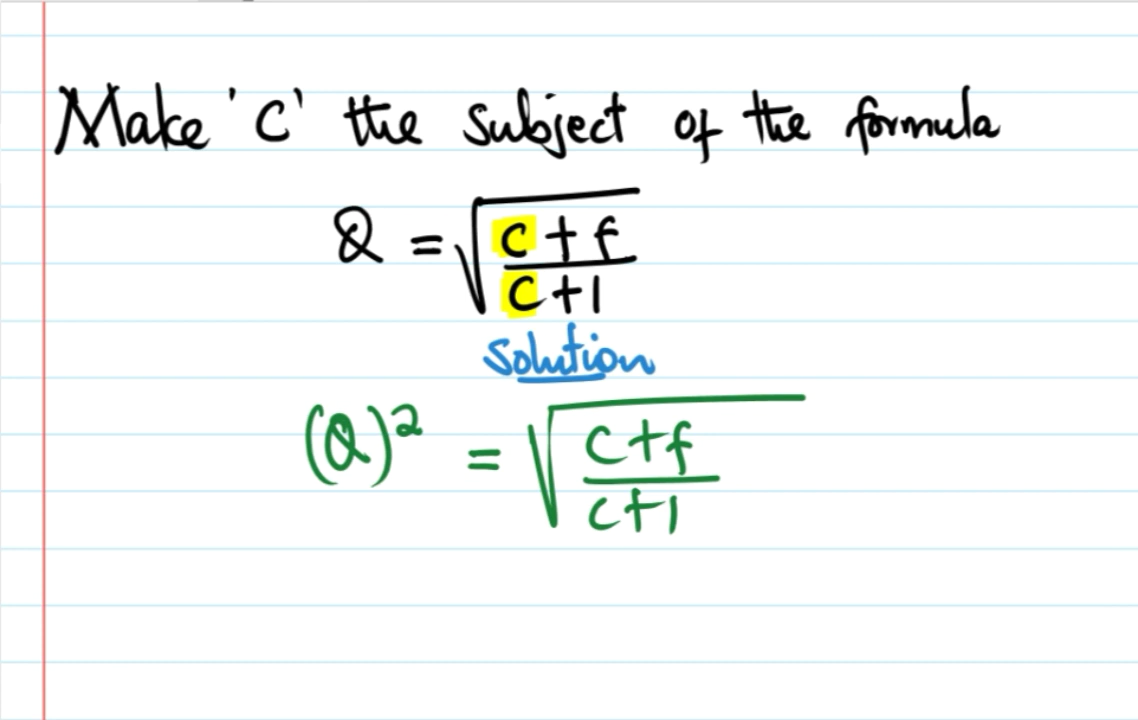 Make 'C' the subject of the formula
Q = √(c + f / c + 1)
Solution
(Q)² = √(c + f / c + 1)